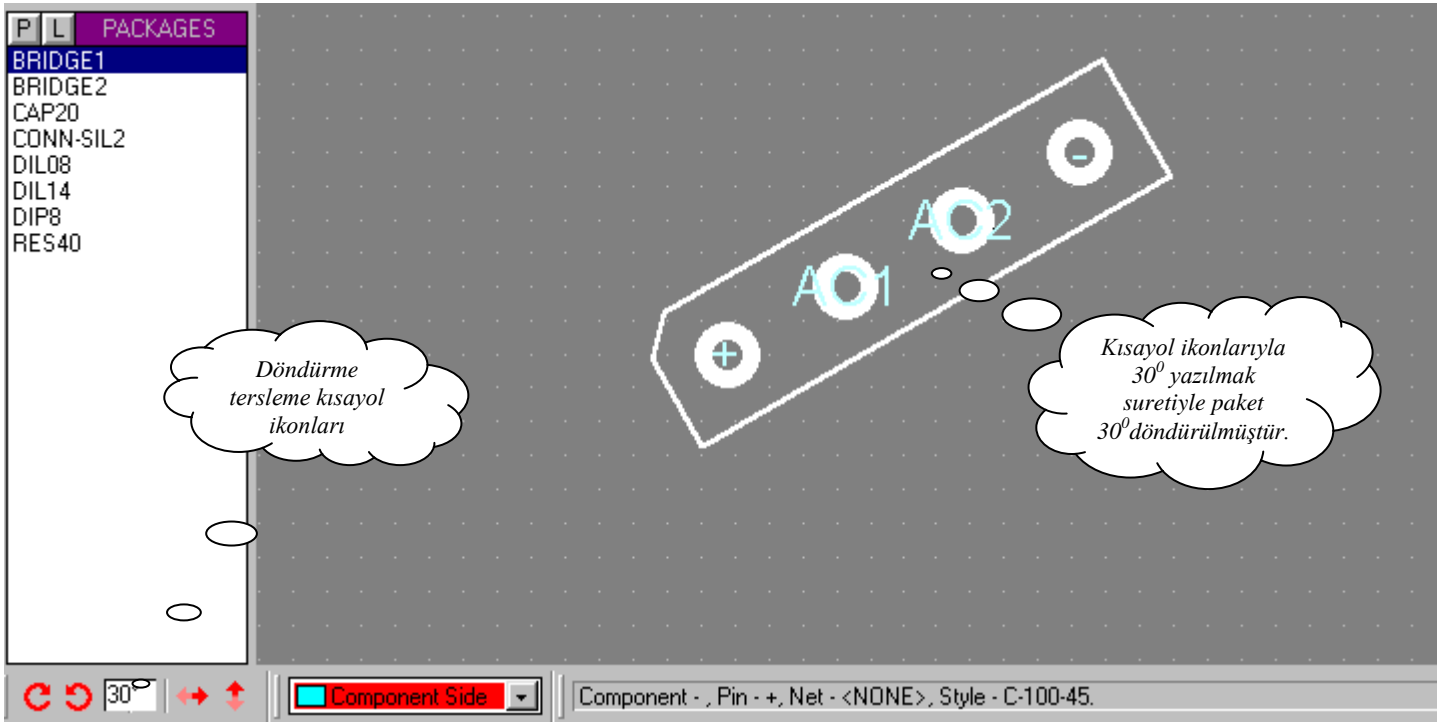 P L PACKAGES
BRIDGE1
BRIDGE2
CAP20
CONN-SIL2
DIL08
DIL14
DIP8
RES40
-
AC2
AC1
+
Döndürme
tersleme kısayol
ikonları
Kısayol ikonlarıyla
30⁰ yazılmak
suretiyle paket
30⁰döndürülmüştür.
30°
Component Side
Component - , Pin - +, Net - <NONE>, Style - C-100-45.